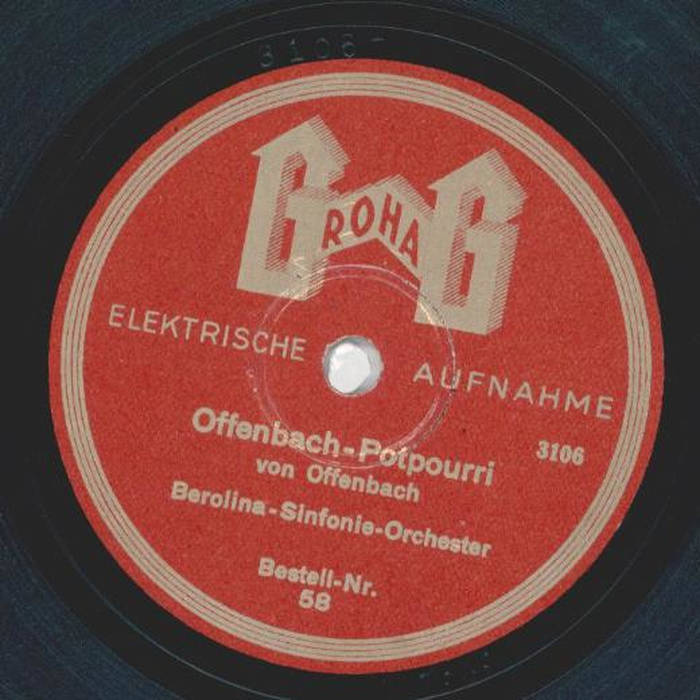 3106
GROHAG
ELEKTRISCHE AUFNAHME
3106
Offenbach-Potpourri
von Offenbach
Berolina-Sinfonie-Orchester
Bestell-Nr.
58